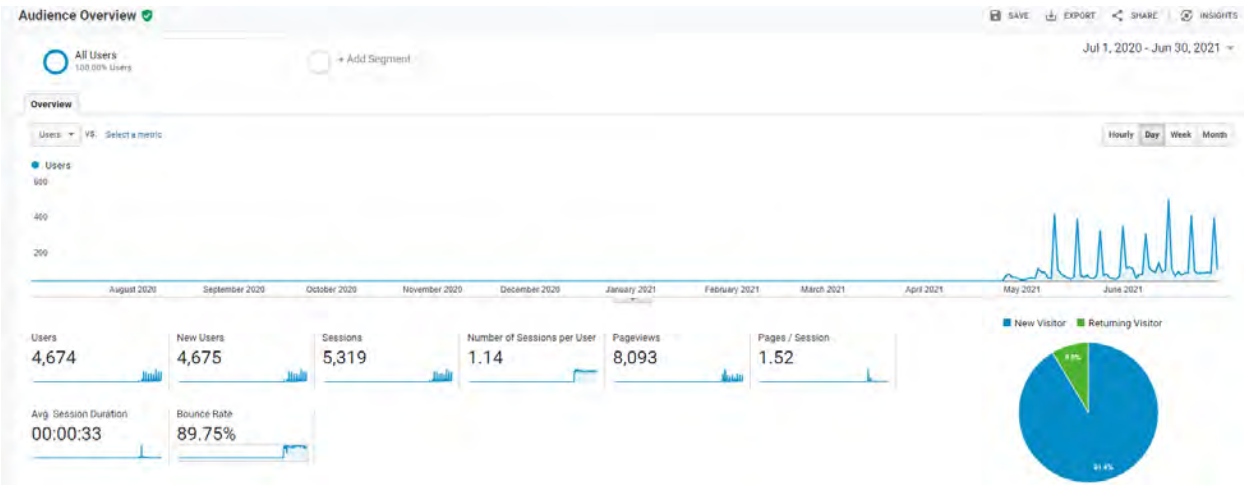 Audience Overview
SAVE EXPORT SHARE INSIGHTS
All Users
100.00% Users
+ Add Segment
Jul 1, 2020 - Jun 30, 2021
Overview
Users VS. Select a metric
Hourly Day Week Month
Users
600
400
200
August 2020 September 2020 October 2020 November 2020 December 2020 January 2021 February 2021 March 2021 April 2021 May 2021 June 2021
New Visitor Returning Visitor
Users New Users Sessions Number of Sessions per User Pageviews Pages / Session
4,674 4,675 5,319 1.14 8,093 1.52
Avg. Session Duration Bounce Rate
00:00:33 89.75%